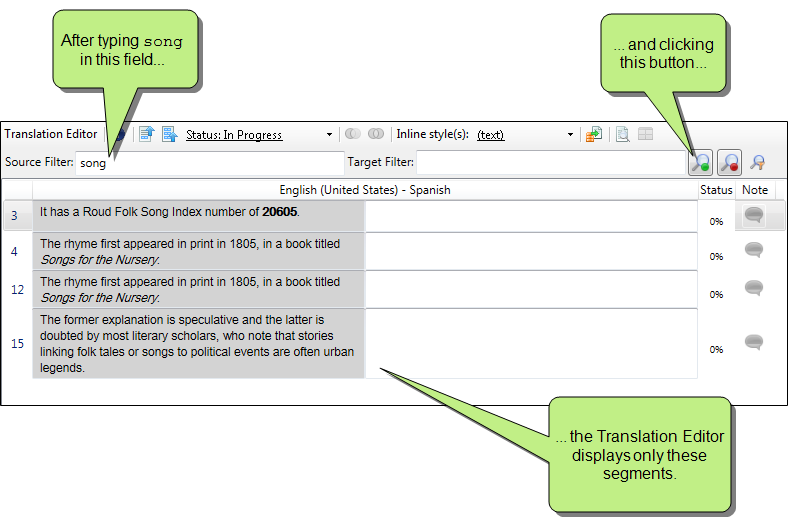 After typing song
in this field...
... and clicking
this button...
Translation Editor
Status: In Progress
Inline style(s): (text)
Source Filter: song
Target Filter:
English (United States) - Spanish
Status
Note
3
It has a Roud Folk Song Index number of 20605.
0%
4
The rhyme first appeared in print in 1805, in a book titled
Songs for the Nursery.
0%
12
The rhyme first appeared in print in 1805, in a book titled
Songs for the Nursery.
0%
15
The former explanation is speculative and the latter is
doubted by most literary scholars, who note that stories
linking folk tales or songs to political events are often urban
legends.
0%
... the Translation Editor
displays only these
segments.